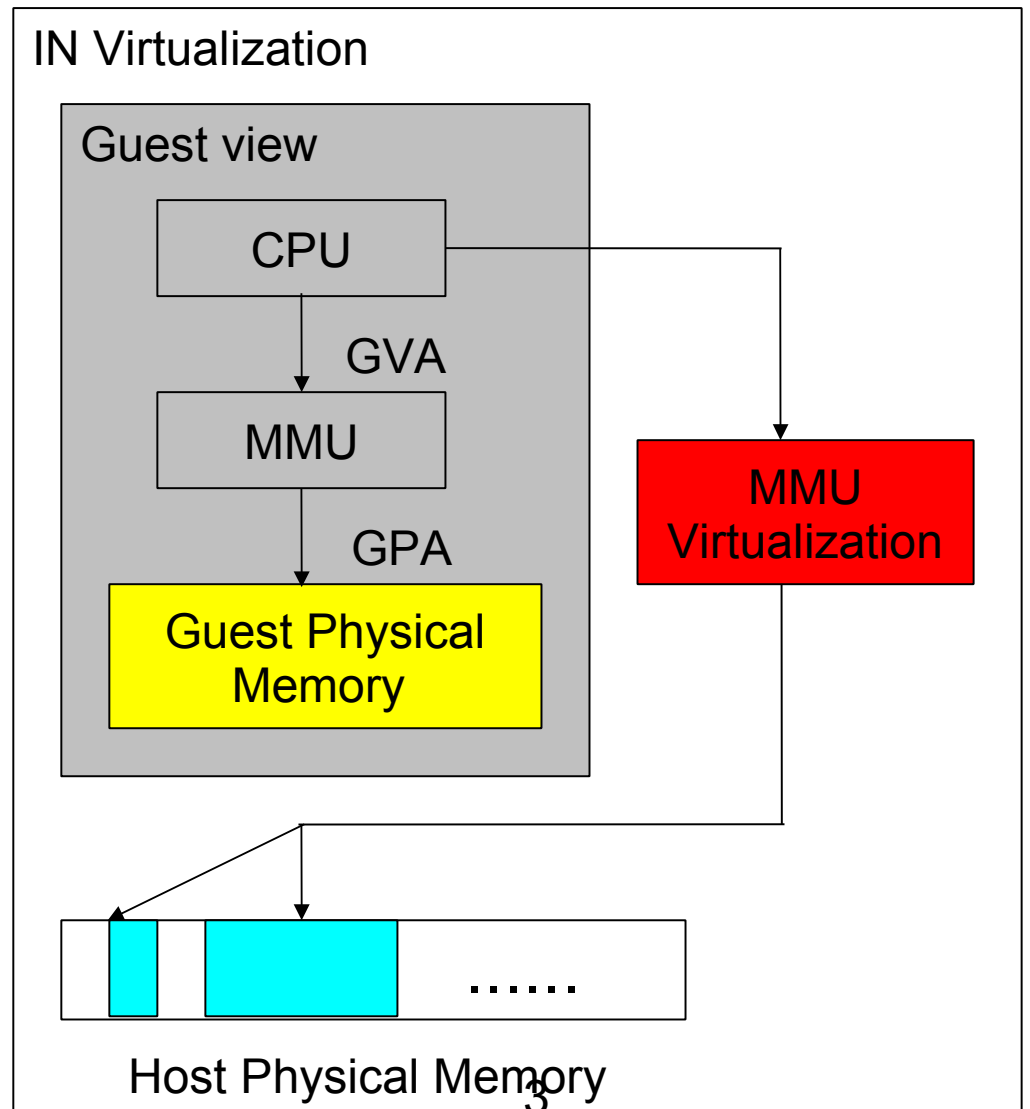 IN Virtualization
Guest view
CPU
GVA
MMU
MMU
Virtualization
GPA
Guest Physical
Memory
......
Host Physical Memory
3